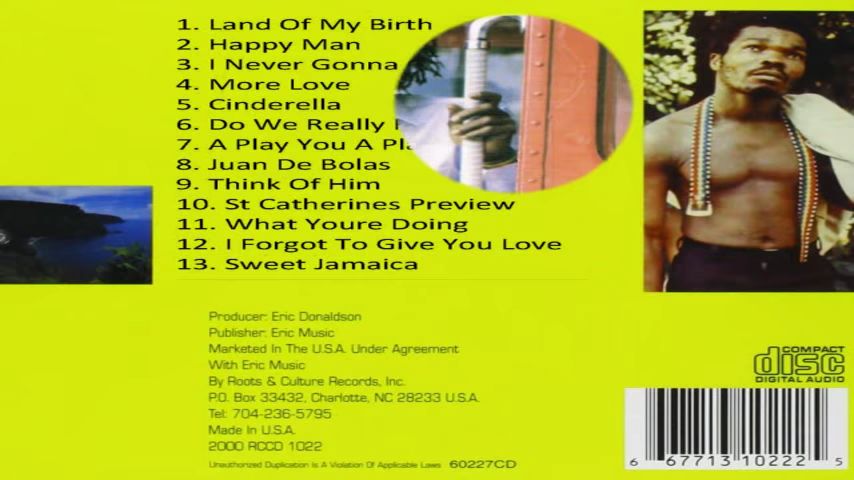 1. Land Of My Birth
2. Happy Man
3. I Never Gonna
4. More Love
5. Cinderella
6. Do We Really
7. A Play You A
8. Juan De Bolas
9. Think Of Him
10. St Catherines Preview
11. What Youre Doing
12. I Forgot To Give You Love
13. Sweet Jamaica
Producer: Eric Donaldson
Publisher: Eric Music
Marketed In The U.S.A. Under Agreement
With Eric Music
By Roots & Culture Records, Inc.
P.O. Box 33432, Charlotte, NC 28233 U.S.A.
Tel: 704-236-5795
Made In U.S.A.
2000 RCCD 1022
Unauthorized Duplication Is A Violation Of Applicable Laws 60227CD
COMPACT
disc
DIGITAL AUDIO
6 67713 10222 5